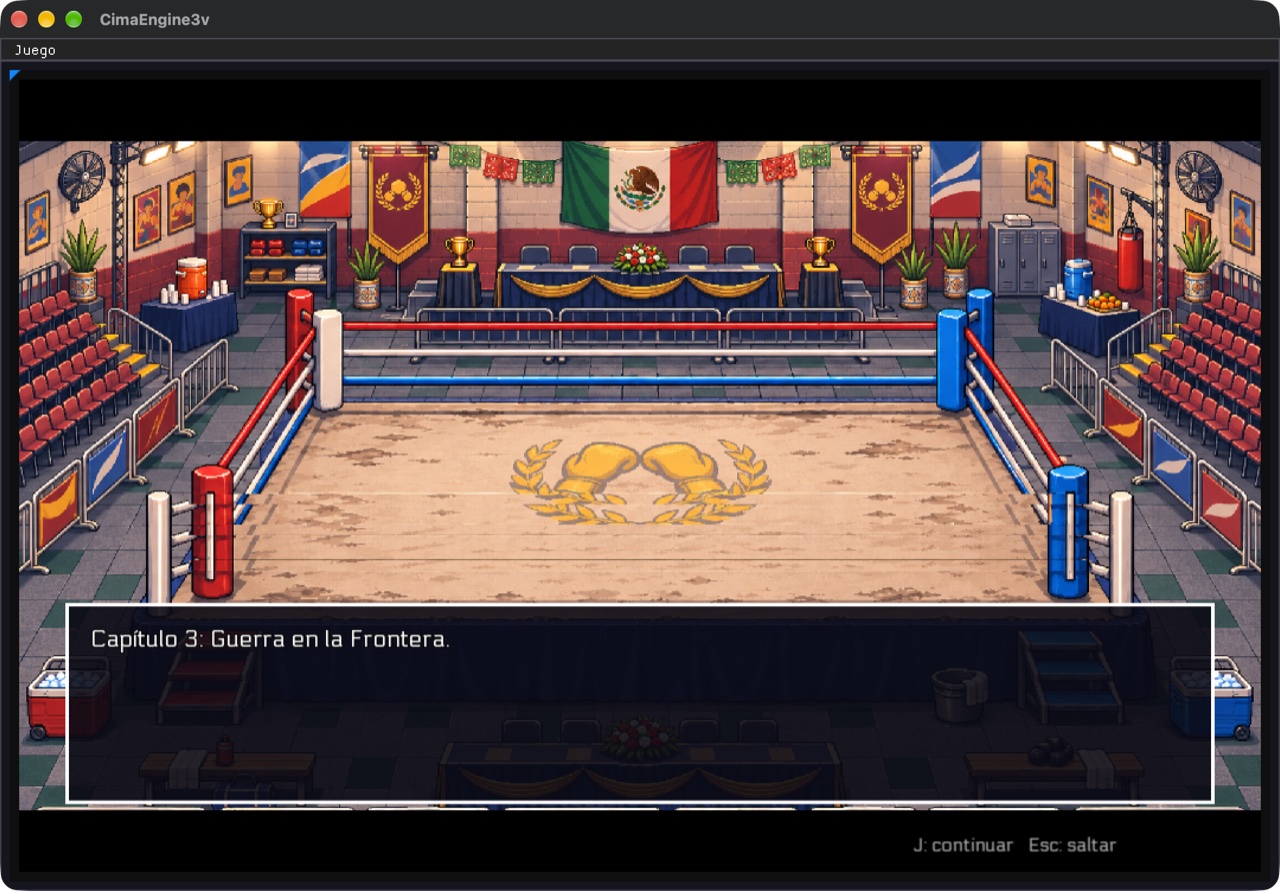 CimaEngine3v
Juego
Capítulo 3: Guerra en la Frontera.
J: continuar Esc: saltar